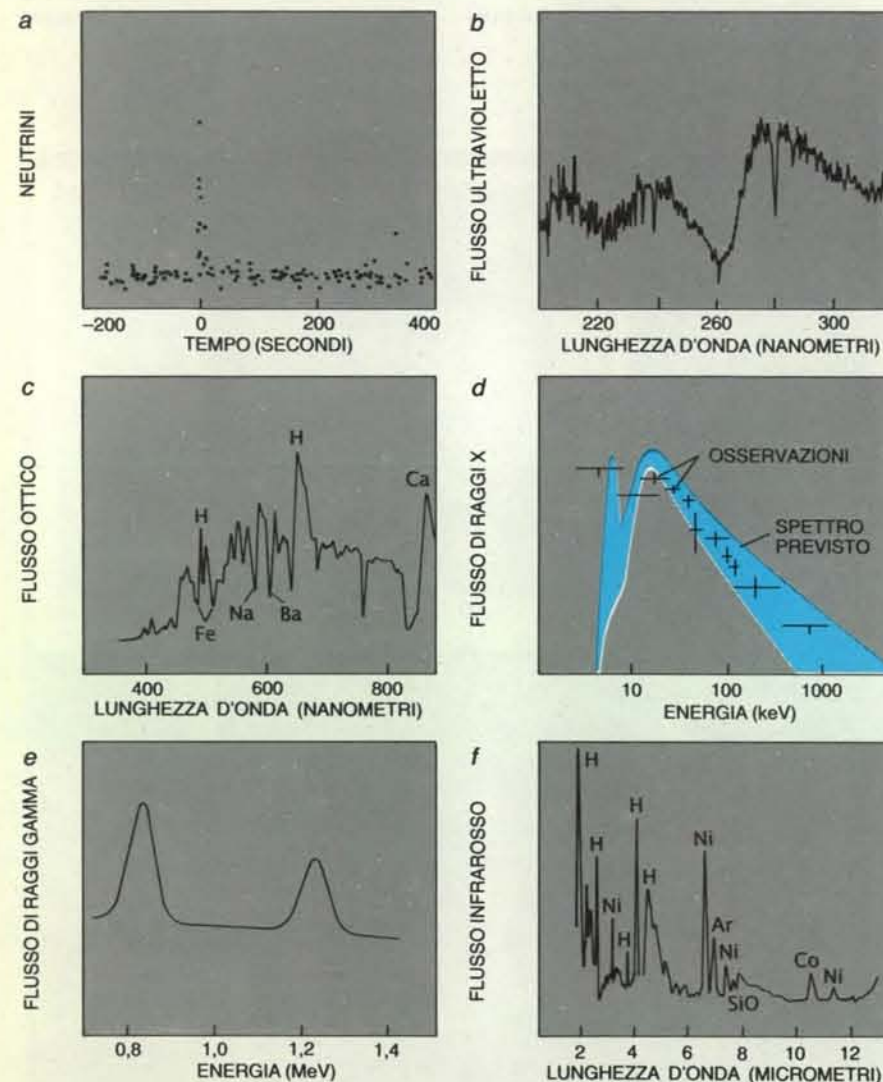 a
NEUTRINI
–200 0 200 400
TEMPO (SECONDI)
b
FLUSSO ULTRAVIOLETTO
220 260 300
LUNGHEZZA D'ONDA (NANOMETRI)
c
FLUSSO OTTICO
H
H
Ca
Fe
Na
Ba
400 600 800
LUNGHEZZA D'ONDA (NANOMETRI)
d
FLUSSO DI RAGGI X
OSSERVAZIONI
SPETTRO
PREVISTO
10 100 1000
ENERGIA (keV)
e
FLUSSO DI RAGGI GAMMA
0,8 1,0 1,2 1,4
ENERGIA (MeV)
f
FLUSSO INFRAROSSO
H
H
Ni
H
H
H
Ni
Ar
Ni
SiO
Co
Ni
2 4 6 8 10 12
LUNGHEZZA D'ONDA (MICROMETRI)